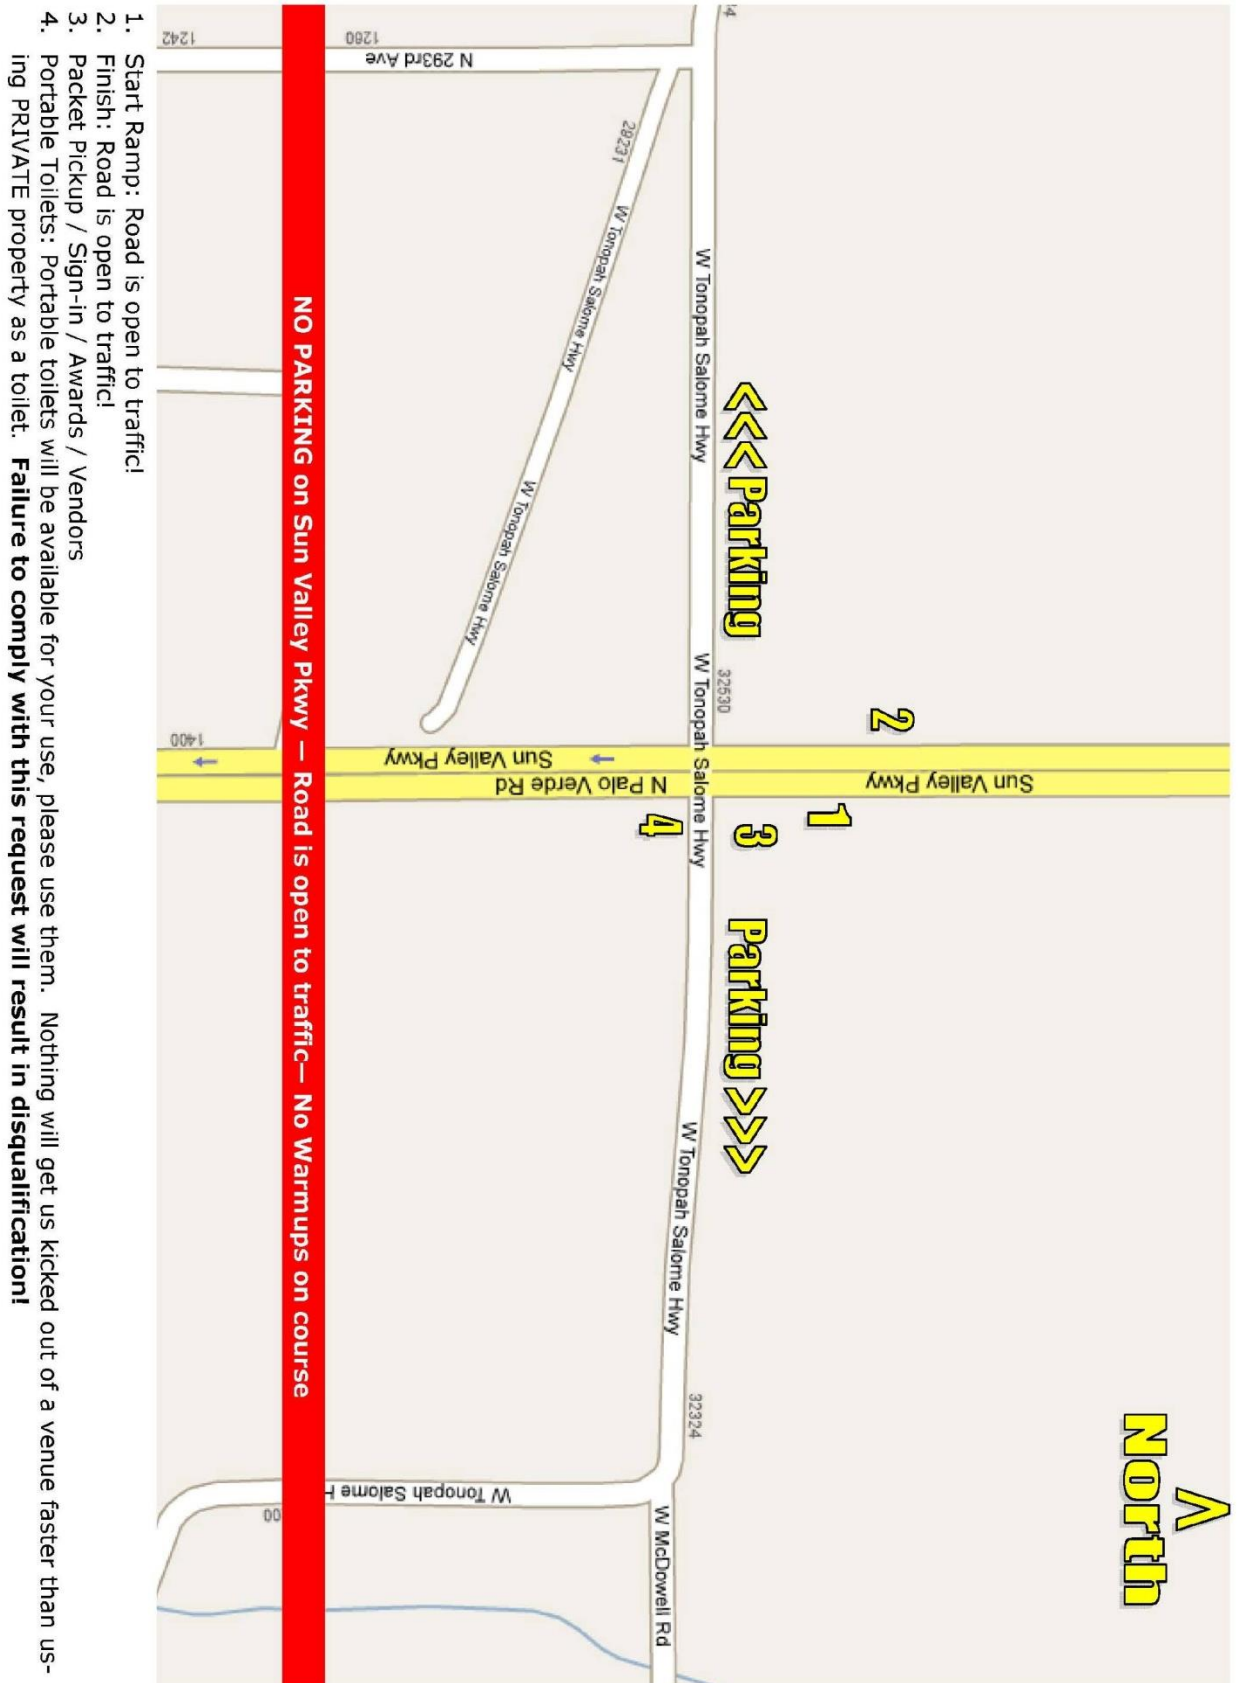 ^
North
2
1
<<< Parking
3
Parking >>>
4
Sun Valley Pkwy
Sun Valley Pkwy
N Palo Verde Rd
W Tonopah Salome Hwy
W Tonopah Salome Hwy
W Tonopah Salome Hwy
W McDowell Rd
32530
32324
N 293rd Ave
28231
W Tonopah Salome Hwy
W Tonopah Salome Hwy
W Tonopah Salome H
1260
1242
1400
00
NO PARKING on Sun Valley Pkwy — Road is open to traffic— No Warmups on course
1. Start Ramp: Road is open to traffic!
2. Finish: Road is open to traffic!
3. Packet Pickup / Sign-in / Awards / Vendors
4. Portable Toilets: Portable toilets will be available for your use, please use them. Nothing will get us kicked out of a venue faster than us-
ing PRIVATE property as a toilet. Failure to comply with this request will result in disqualification!